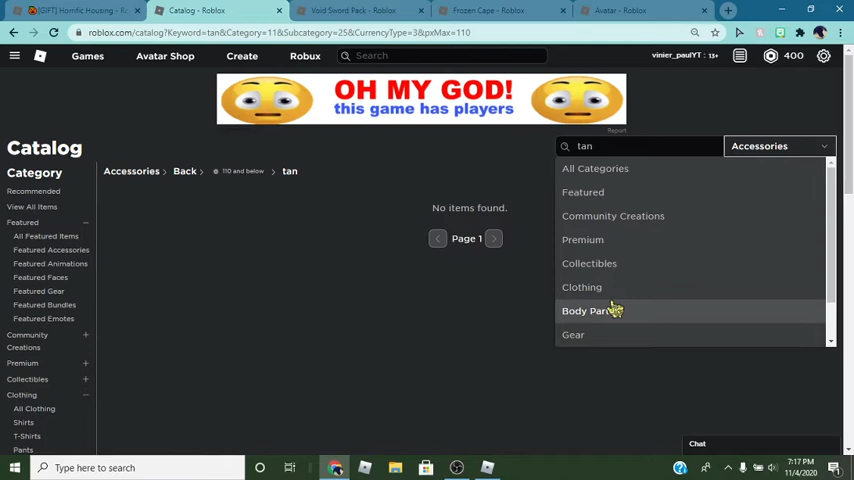 [GIFT] Horrific Housing - Ro
Catalog - Roblox
Void Sword Pack - Roblox
Frozen Cape - Roblox
Avatar - Roblox
roblox.com/catalog?Keyword=tan&Category=11&Subcategory=25&CurrencyType=3&pxMax=110
Games
Avatar Shop
Create
Robux
Search
vinier_paulYT : 13+
400
OH MY GOD!
this game has players
Report
Catalog
tan
Accessories
Category
Accessories > Back > 110 and below > tan
All Categories
Recommended
View All Items
Featured
No items found.
Featured
All Featured Items
Featured Accessories
Featured Animations
Featured Faces
Featured Gear
Featured Bundles
Featured Emotes
Page 1
Community Creations
Premium
Collectibles
Clothing
Body Parts
Gear
Community
Creations
Premium
Collectibles
Clothing
All Clothing
Shirts
T-Shirts
Pants
Chat
Type here to search
7:17 PM
11/4/2020